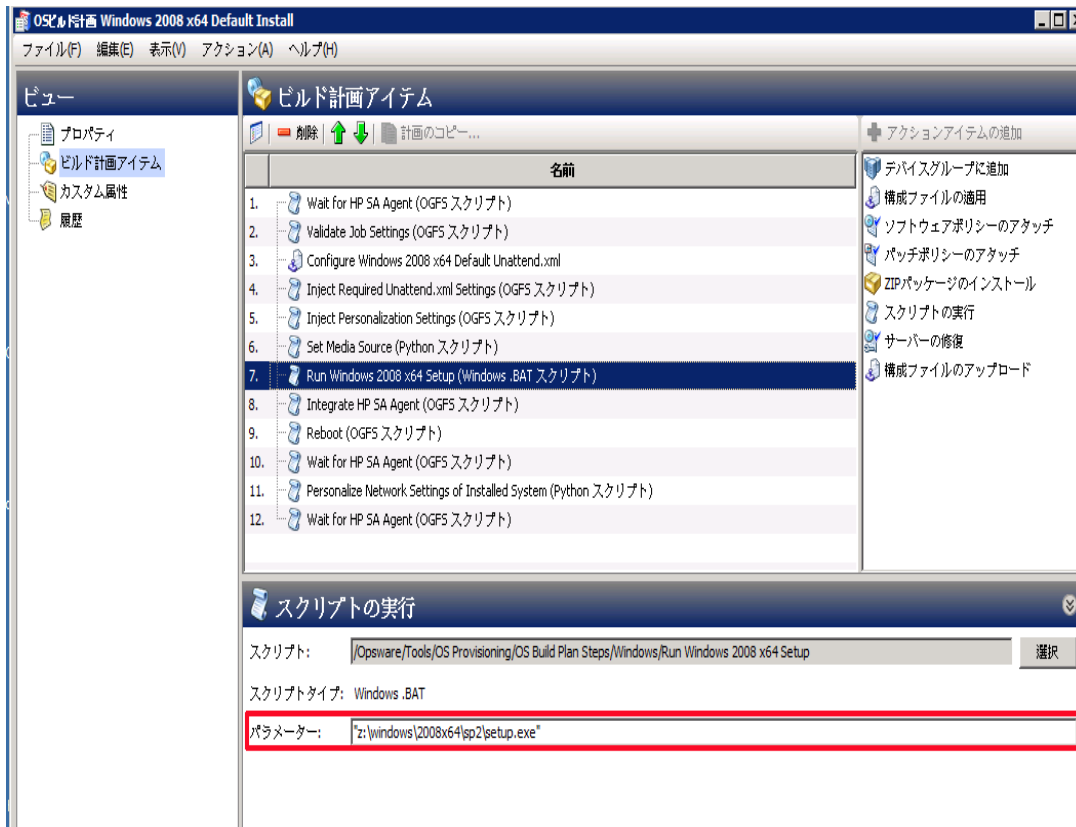 OSビルド計画 Windows 2008 x64 Default Install
ファイル(F) 編集(E) 表示(V) アクション(A) ヘルプ(H)
ビュー
プロパティ
ビルド計画アイテム
カスタム属性
履歴
ビルド計画アイテム
削除 計画のコピー...
名前
1. Wait for HP SA Agent (OGFS スクリプト)
2. Validate Job Settings (OGFS スクリプト)
3. Configure Windows 2008 x64 Default Unattend.xml
4. Inject Required Unattend.xml Settings (OGFS スクリプト)
5. Inject Personalization Settings (OGFS スクリプト)
6. Set Media Source (Python スクリプト)
7. Run Windows 2008 x64 Setup (Windows .BAT スクリプト)
8. Integrate HP SA Agent (OGFS スクリプト)
9. Reboot (OGFS スクリプト)
10. Wait for HP SA Agent (OGFS スクリプト)
11. Personalize Network Settings of Installed System (Python スクリプト)
12. Wait for HP SA Agent (OGFS スクリプト)
アクションアイテムの追加
デバイスグループに追加
構成ファイルの適用
ソフトウェアポリシーのアタッチ
パッチポリシーのアタッチ
ZIPパッケージのインストール
スクリプトの実行
サーバーの修復
構成ファイルのアップロード
スクリプトの実行
スクリプト: /Opsware/Tools/OS Provisioning/OS Build Plan Steps/Windows/Run Windows 2008 x64 Setup 選択
スクリプトタイプ: Windows .BAT
パラメーター: "z:\windows\2008x64\sp2\setup.exe"